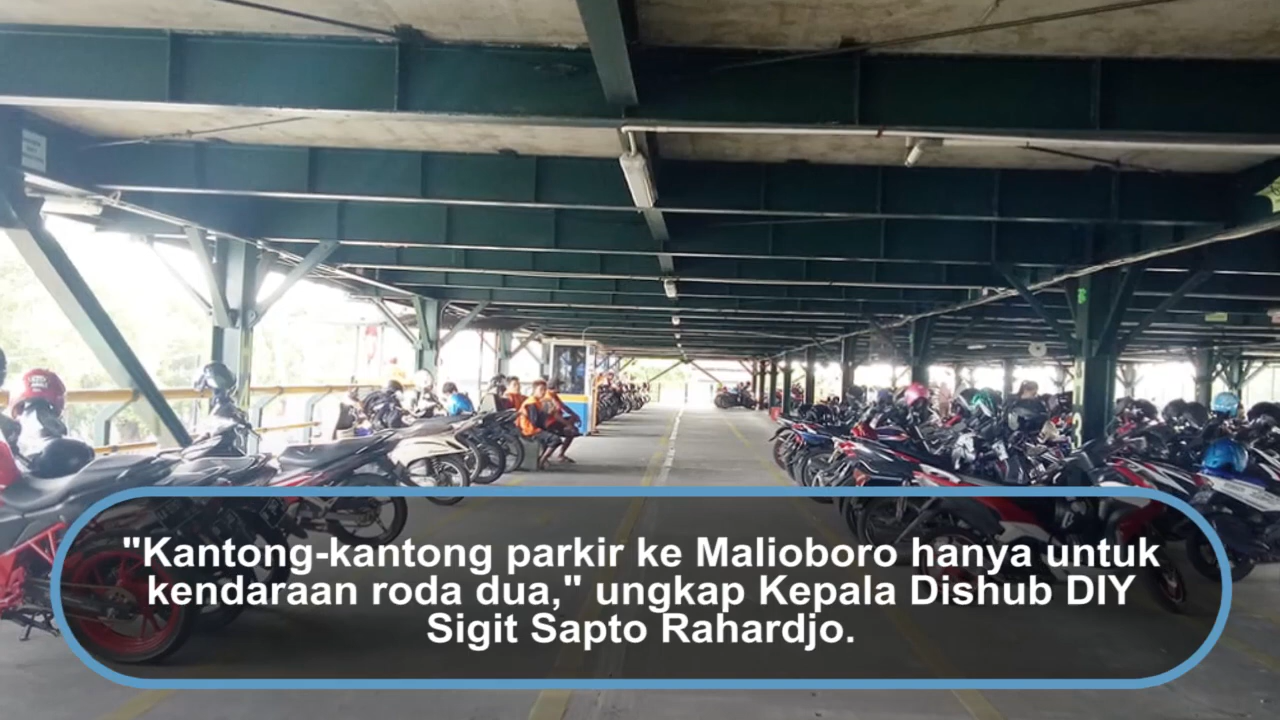 "Kantong-kantong parkir ke Malioboro hanya untuk
kendaraan roda dua," ungkap Kepala Dishub DIY
Sigit Sapto Rahardjo.